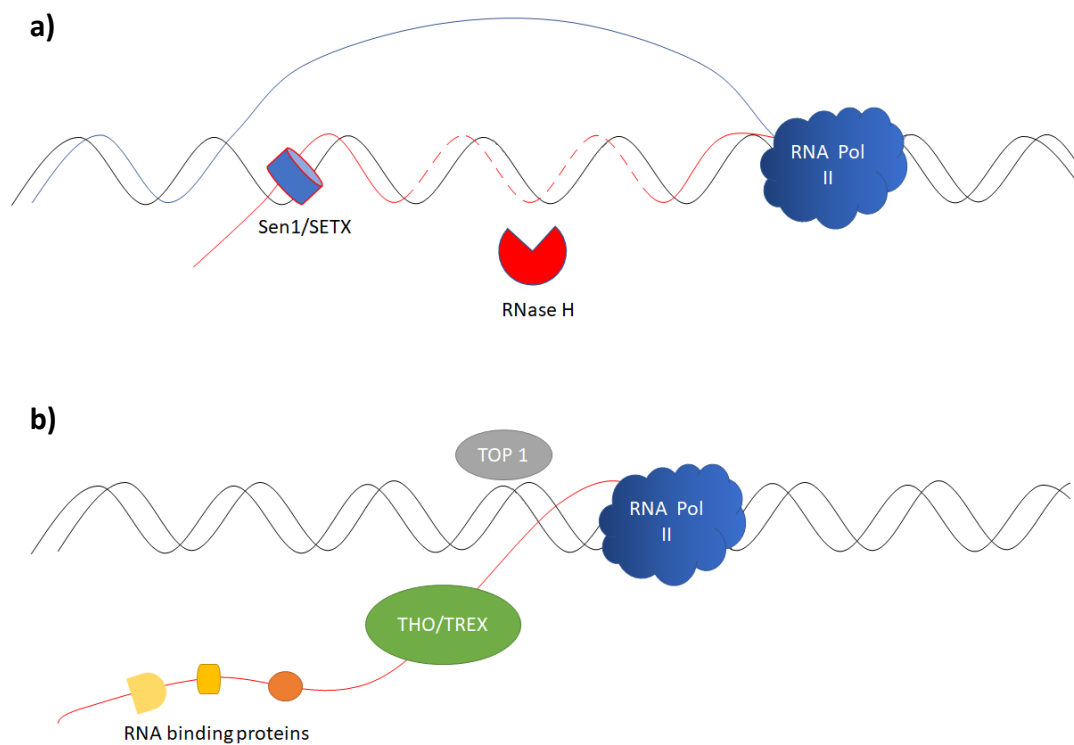 a)
RNA Pol
II
Sen1/SETX
RNase H
b)
TOP 1
RNA Pol
II
THO/TREX
RNA binding proteins